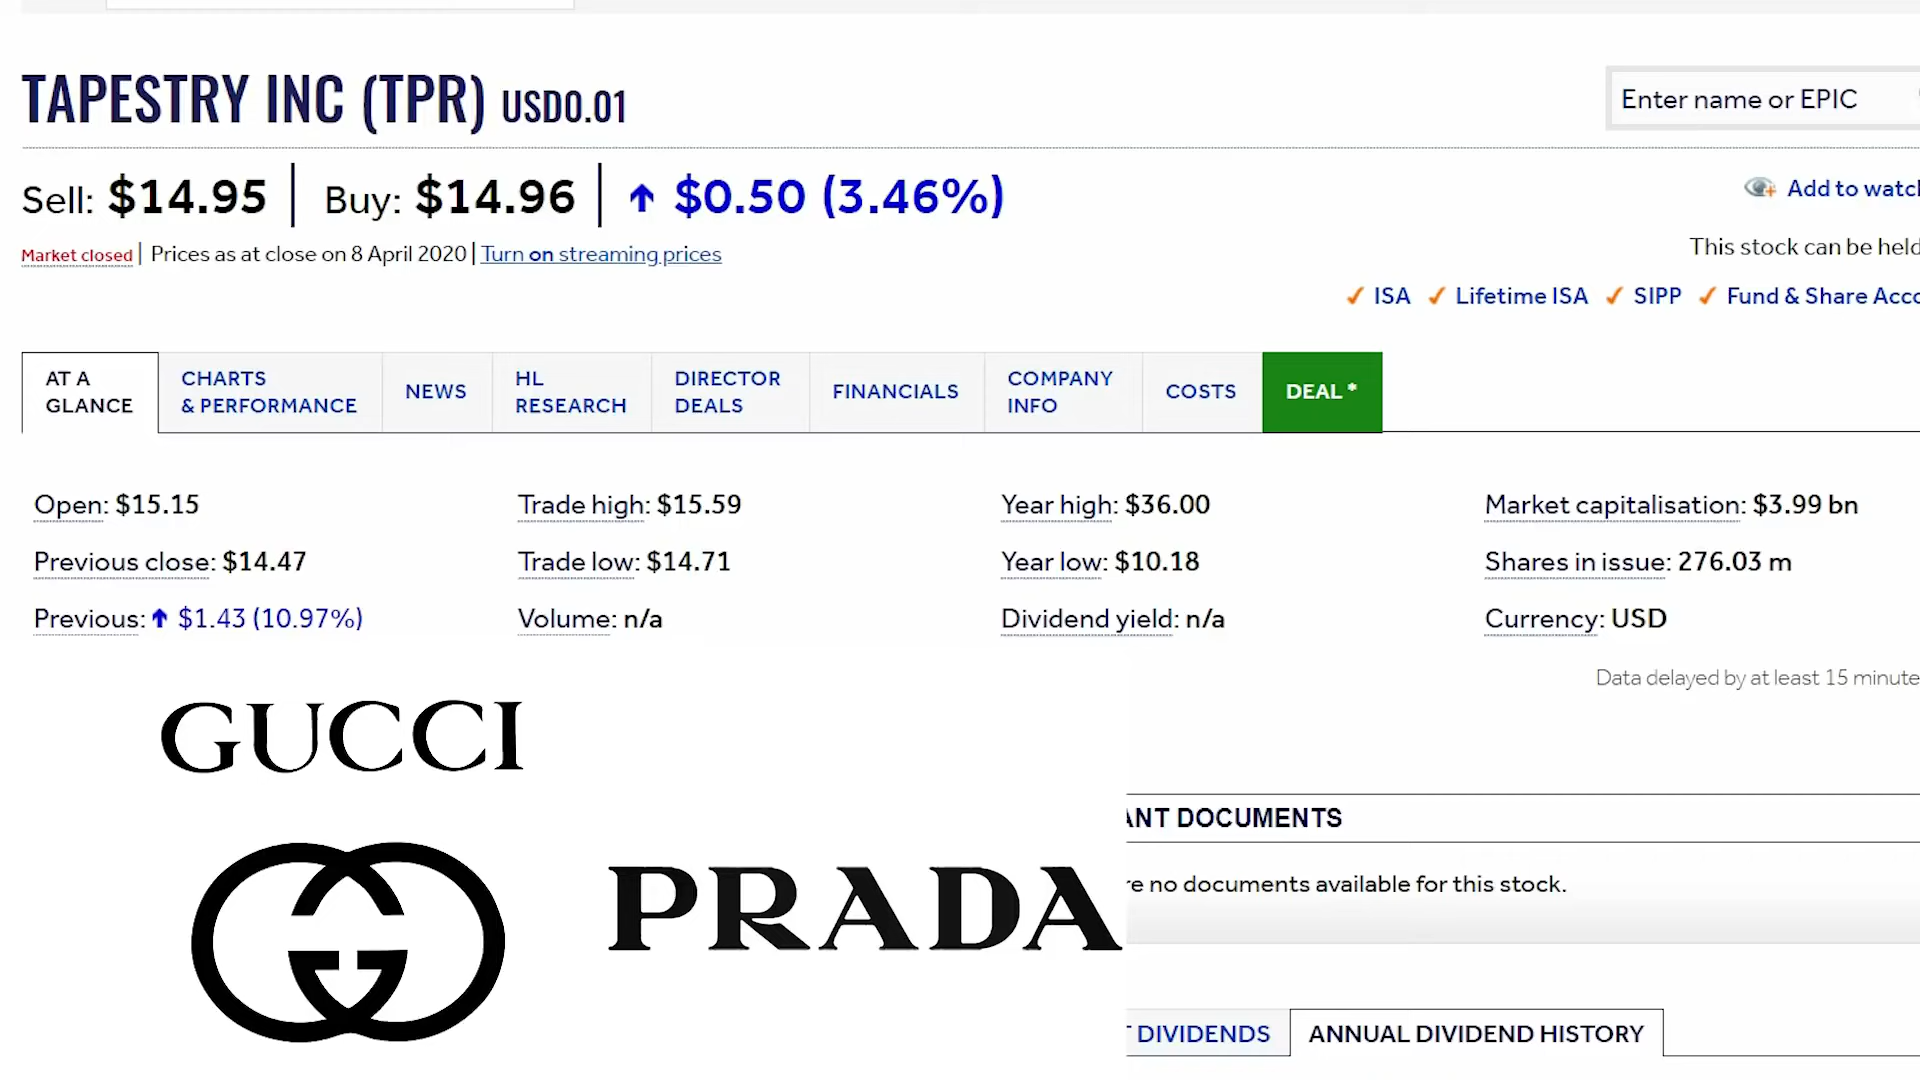 TAPESTRY INC (TPR) USD0.01
Enter name or EPIC
Sell: $14.95 | Buy: $14.96 | $0.50 (3.46%)
Add to watch
Market closed | Prices as at close on 8 April 2020 | Turn on streaming prices
This stock can be held
ISA Lifetime ISA SIPP Fund & Share Acco
AT A GLANCE
CHARTS & PERFORMANCE
NEWS
HL RESEARCH
DIRECTOR DEALS
FINANCIALS
COMPANY INFO
COSTS
DEAL *
Open: $15.15 Trade high: $15.59 Year high: $36.00 Market capitalisation: $3.99 bn
Previous close: $14.47 Trade low: $14.71 Year low: $10.18 Shares in issue: 276.03 m
Previous: $1.43 (10.97%) Volume: n/a Dividend yield: n/a Currency: USD
Data delayed by at least 15 minute
GUCCI
PRADA
ANT DOCUMENTS
re no documents available for this stock.
T DIVIDENDS ANNUAL DIVIDEND HISTORY